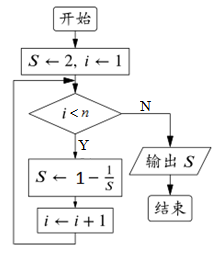 开始
S ← 2, i ← 1
i < n
N
Y
S ← 1 - 1/S
i ← i + 1
输出 S
结束